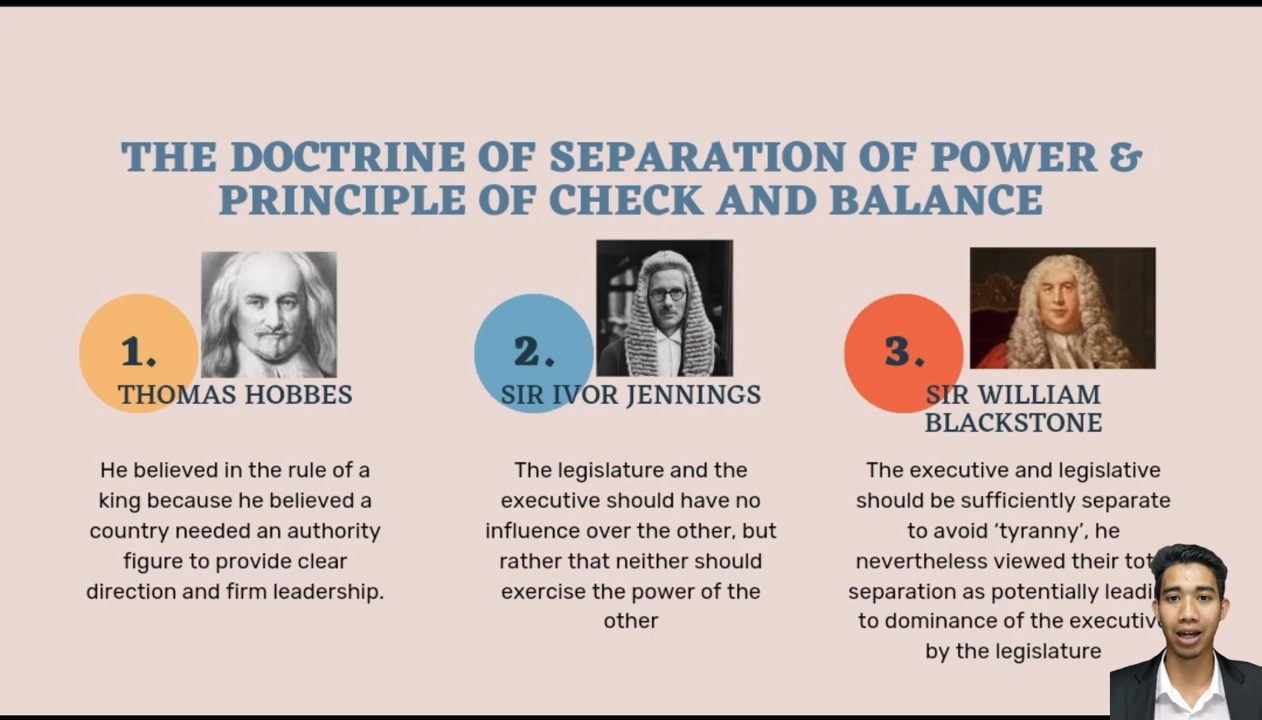 THE DOCTRINE OF SEPARATION OF POWER &
PRINCIPLE OF CHECK AND BALANCE
1.
THOMAS HOBBES
He believed in the rule of a
king because he believed a
country needed an authority
figure to provide clear
direction and firm leadership.
2.
SIR IVOR JENNINGS
The legislature and the
executive should have no
influence over the other, but
rather that neither should
exercise the power of the
other
3.
SIR WILLIAM
BLACKSTONE
The executive and legislative
should be sufficiently separate
to avoid ‘tyranny’, he
nevertheless viewed their
separation as potentially
to dominance of the executive
by the legislature